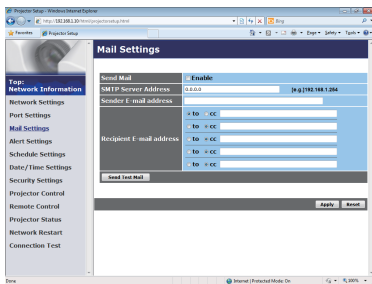 Projector Setup - Windows Internet Explorer
http://192.168.1.10/html/projectorsetup.html
Bing
Favorites Projector Setup
Page Safety Tools
Mail Settings
Top:
Network Information
Network Settings
Port Settings
Mail Settings
Alert Settings
Schedule Settings
Date/Time Settings
Security Settings
Projector Control
Remote Control
Projector Status
Network Restart
Connection Test
Send Mail Enable
SMTP Server Address 0.0.0.0 [e.g.]192.168.1.254
Sender E-mail address
Recipient E-mail address
to cc
to cc
to cc
to cc
to cc
Send Test Mail
Apply Reset
Done Internet | Protected Mode: On 100%